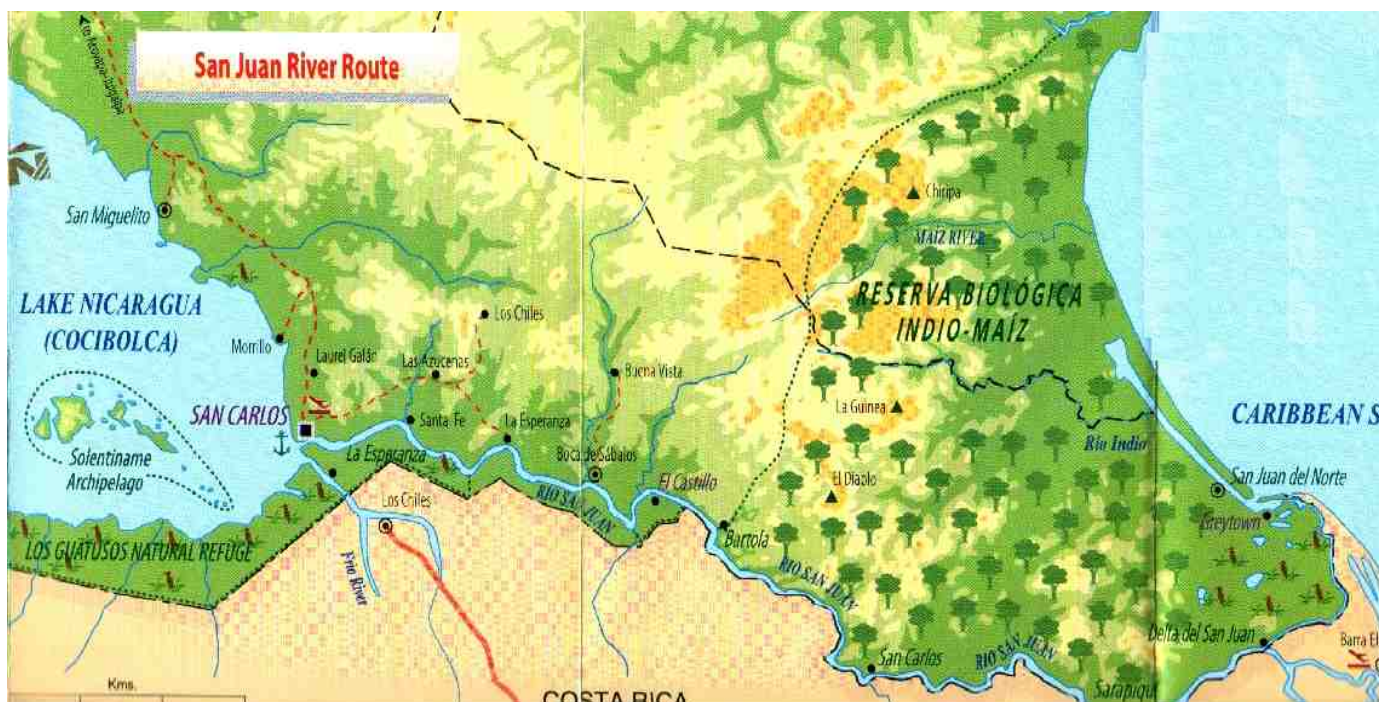 San Juan River Route
San Miguelito
Chiripa
MAÍZ RIVER
RESERVA BIOLÓGICA
INDIO-MAÍZ
LAKE NICARAGUA
(COCIBOLCA)
Los Chiles
Morrillo
Laurel Galán
Las Azucenas
Buena Vista
La Guinea
SAN CARLOS
Santa Fe
La Esperanza
Río Indio
CARIBBEAN S
Solentiname
Archipelago
La Esperanza
Boca de Sábalos
El Castillo
El Diablo
San Juan del Norte
Greytown
Los Chiles
RIO SAN JUAN
Bartola
LOS GUATUSOS NATURAL REFUGE
Frio River
RIO SAN JUAN
San Carlos
RIO SAN JUAN
Delta del San Juan
Barra El
Sarapiquí
Kms.
COSTA RICA